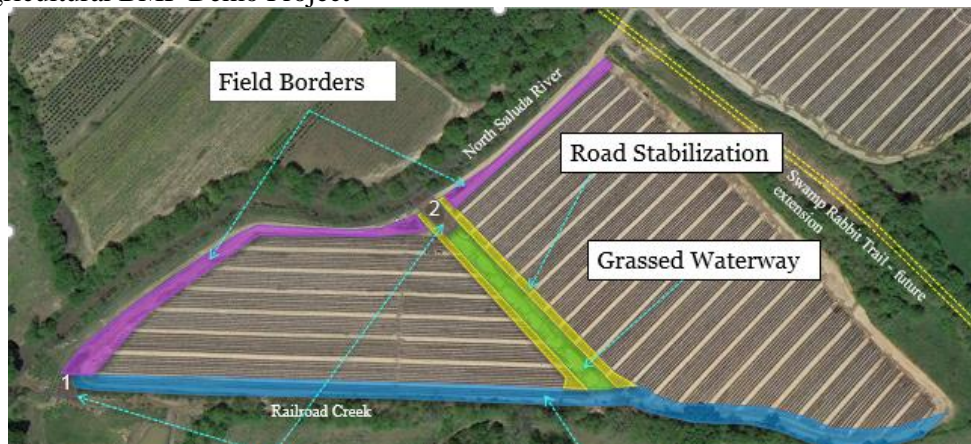 Field Borders
North Saluda River
Road Stabilization
Swamp Rabbit Trail - future
extension
Grassed Waterway
2
1
Railroad Creek